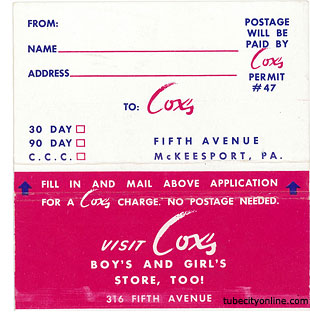 FROM:
POSTAGE
WILL BE
PAID BY
Cox's
PERMIT
#47
NAME
ADDRESS
TO: Cox's
30 DAY
90 DAY
C.C.C.
FIFTH AVENUE
McKEESPORT, PA.
FILL IN AND MAIL ABOVE APPLICATION
FOR A Cox's CHARGE. NO POSTAGE NEEDED.
VISIT Cox's
BOY'S AND GIRL'S
STORE, TOO!
316 FIFTH AVENUE
tubecityonline.com